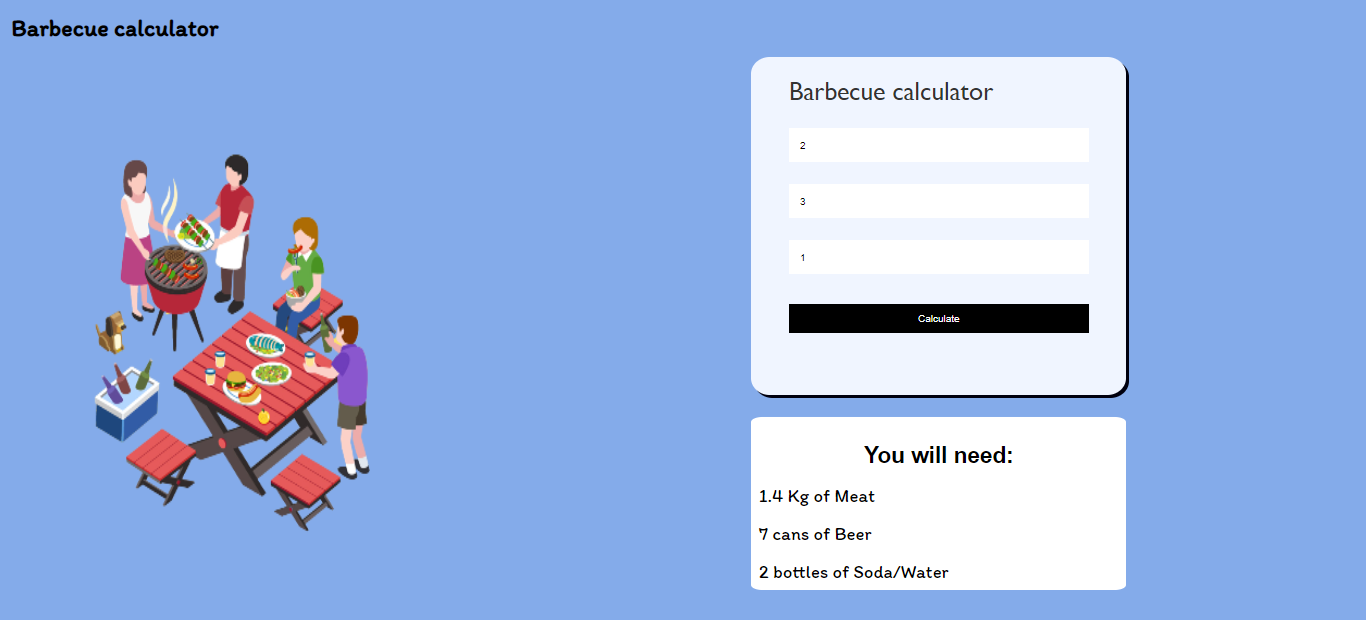 Barbecue calculator
Barbecue calculator
2
3
1
Calculate
You will need:
1.4 Kg of Meat
7 cans of Beer
2 bottles of Soda/Water